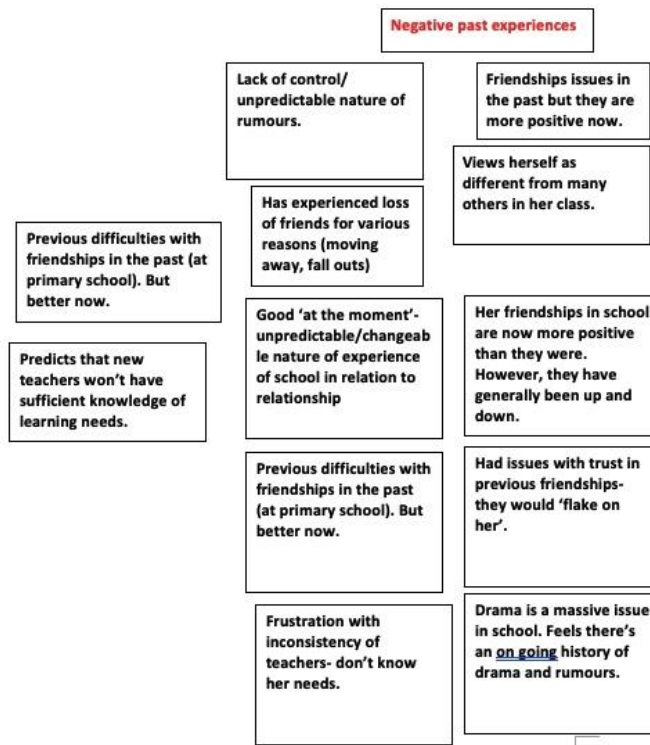 Negative past experiences
Lack of control/
unpredictable nature of
rumours.
Friendships issues in
the past but they are
more positive now.
Views herself as
different from many
others in her class.
Has experienced loss
of friends for various
reasons (moving
away, fall outs)
Previous difficulties with
friendships in the past (at
primary school). But
better now.
Good ‘at the moment’-
unpredictable/changeab
le nature of experience
of school in relation to
relationship
Her friendships in school
are now more positive
than they were.
However, they have
generally been up and
down.
Predicts that new
teachers won’t have
sufficient knowledge of
learning needs.
Previous difficulties with
friendships in the past
(at primary school). But
better now.
Had issues with trust in
previous friendships-
they would ‘flake on
her’.
Frustration with
inconsistency of
teachers- don’t know
her needs.
Drama is a massive issue
in school. Feels there’s
an on going history of
drama and rumours.